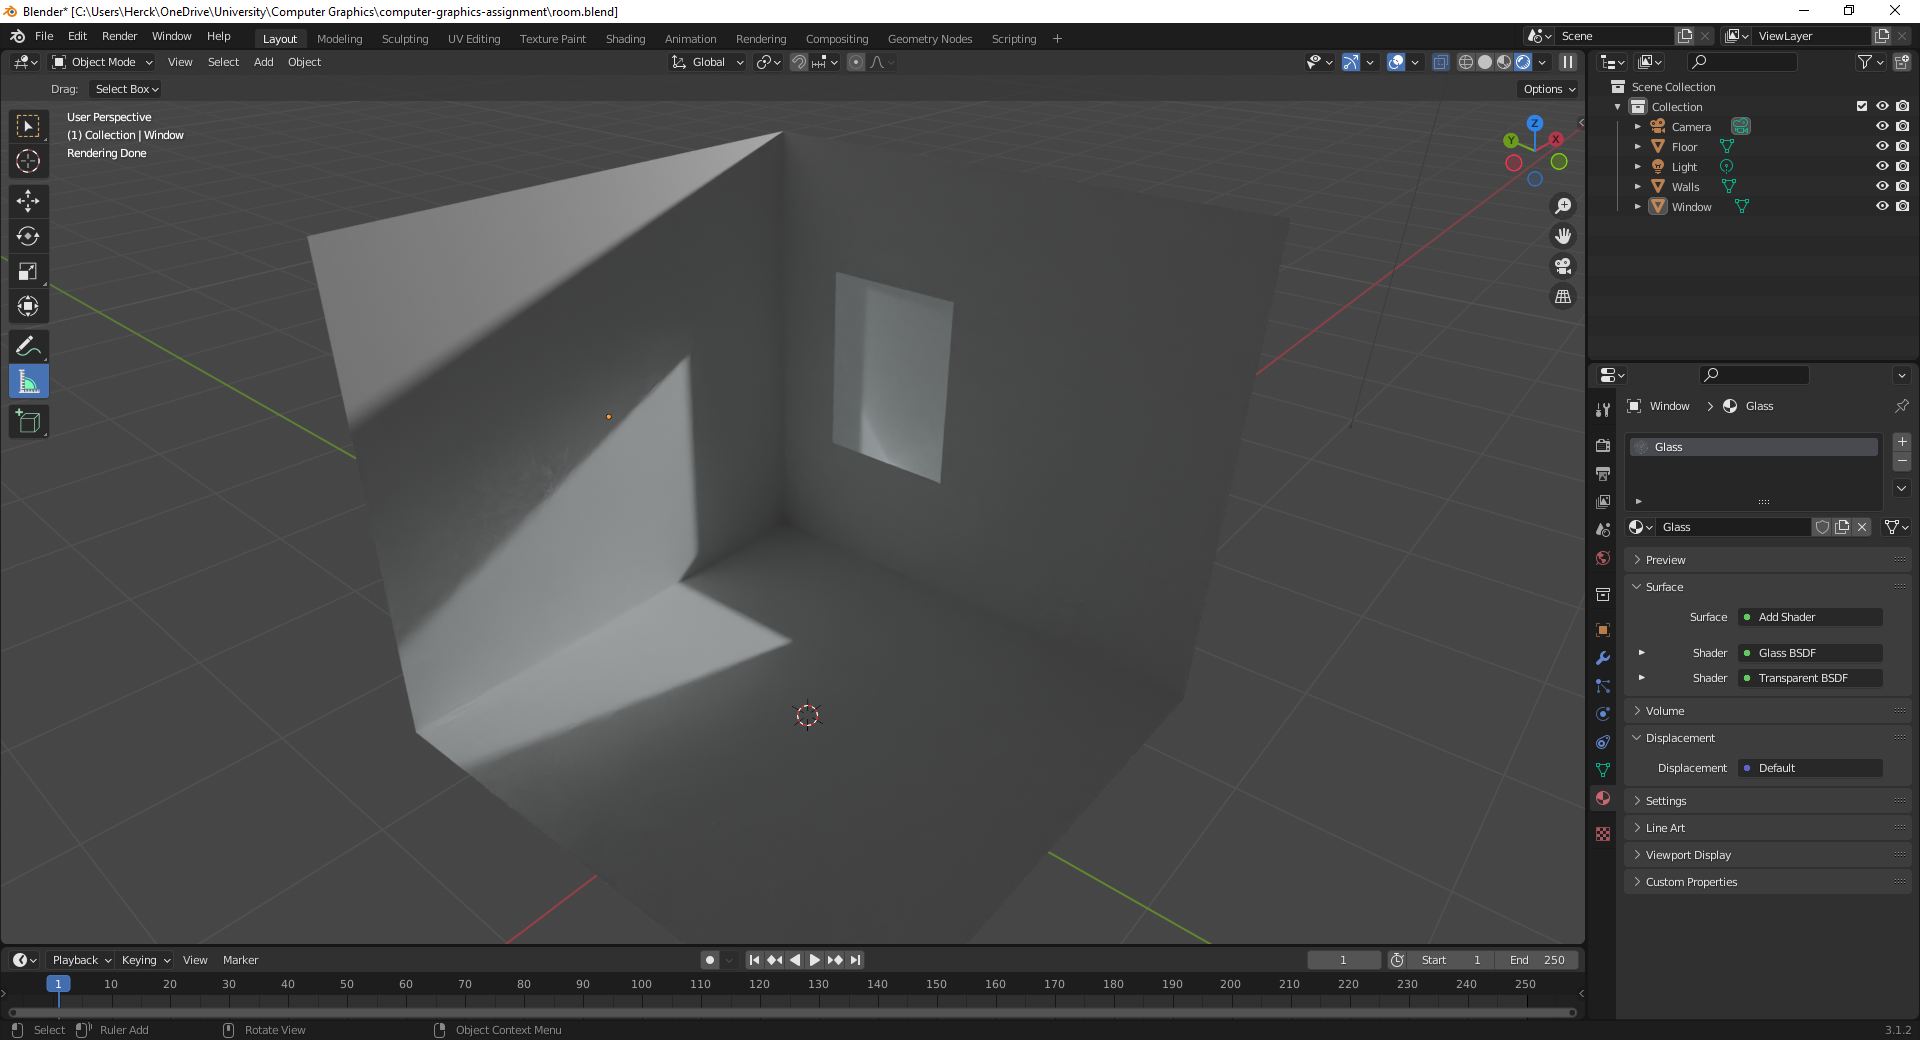 Blender* [C:\Users\Herck\OneDrive\University\Computer Graphics\computer-graphics-assignment\room.blend]
File Edit Render Window Help Layout Modeling Sculpting UV Editing Texture Paint Shading Animation Rendering Compositing Geometry Nodes Scripting + Scene ViewLayer
Object Mode View Select Add Object Global
Drag: Select Box Options
User Perspective
(1) Collection | Window
Rendering Done
Z
Y
X
Scene Collection
Collection
Camera
Floor
Light
Walls
Window
Window > Glass
Glass
Glass
Preview
Surface
Surface Add Shader
Shader Glass BSDF
Shader Transparent BSDF
Volume
Displacement
Displacement Default
Settings
Line Art
Viewport Display
Custom Properties
Playback Keying View Marker 1 Start 1 End 250
1 10 20 30 40 50 60 70 80 90 100 110 120 130 140 150 160 170 180 190 200 210 220 230 240 250
Select Ruler Add Rotate View Object Context Menu 3.1.2